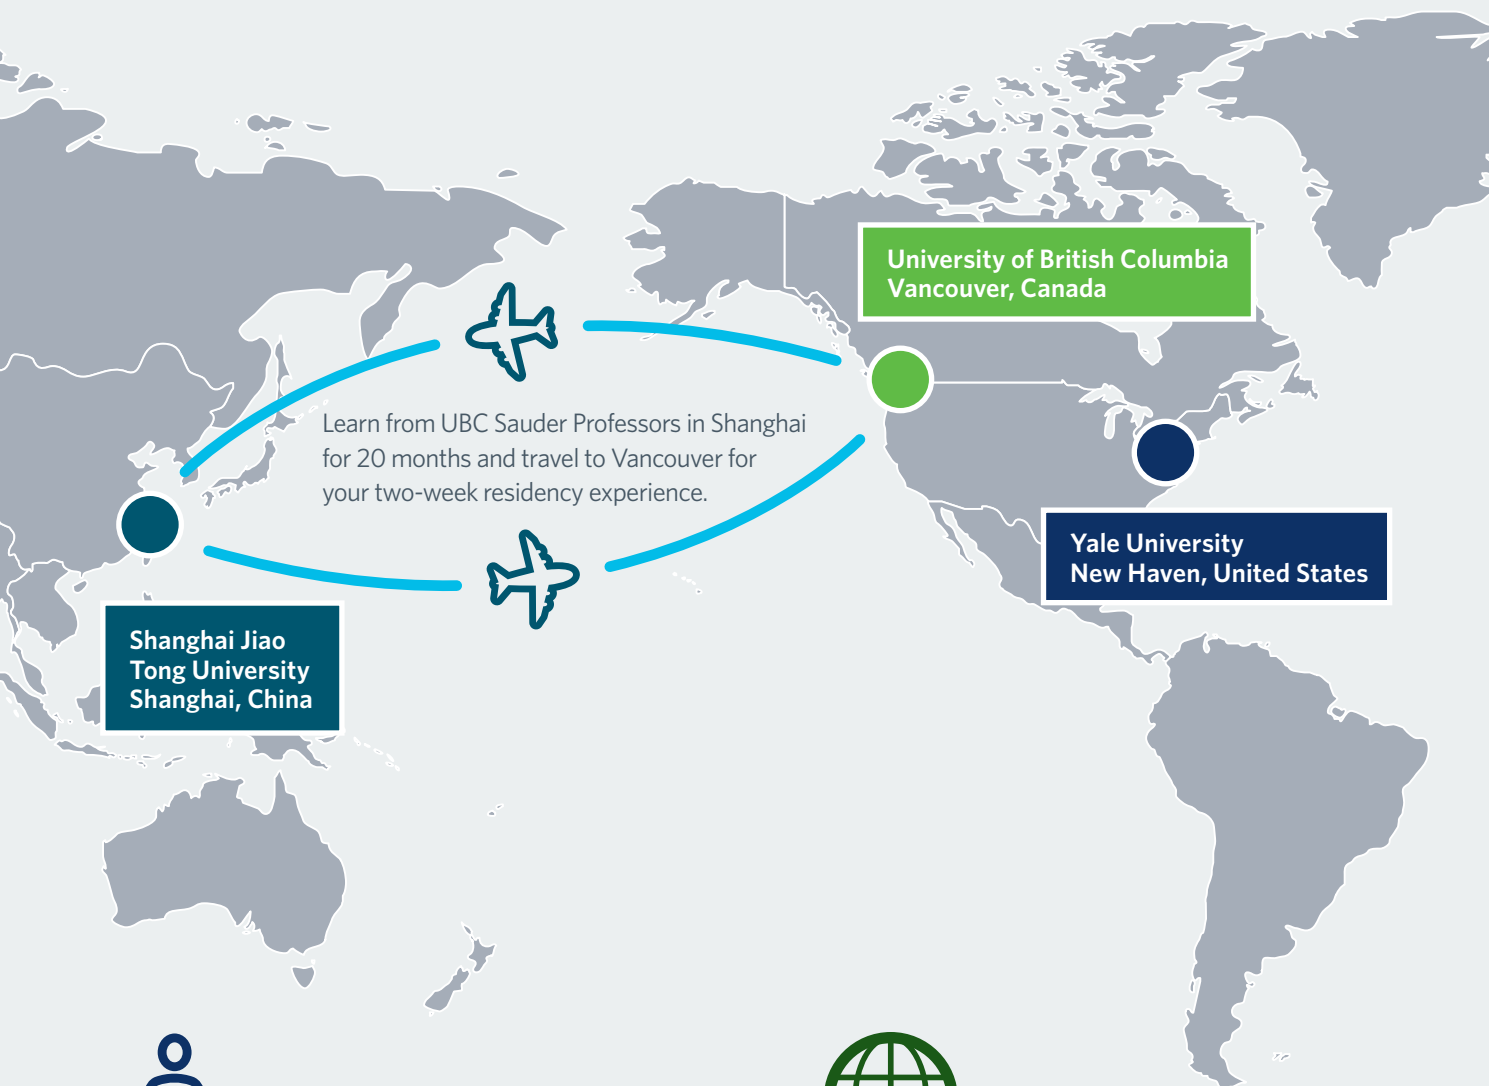 University of British Columbia
Vancouver, Canada
Learn from UBC Sauder Professors in Shanghai
for 20 months and travel to Vancouver for
your two-week residency experience.
Yale University
New Haven, United States
Shanghai Jiao
Tong University
Shanghai, China